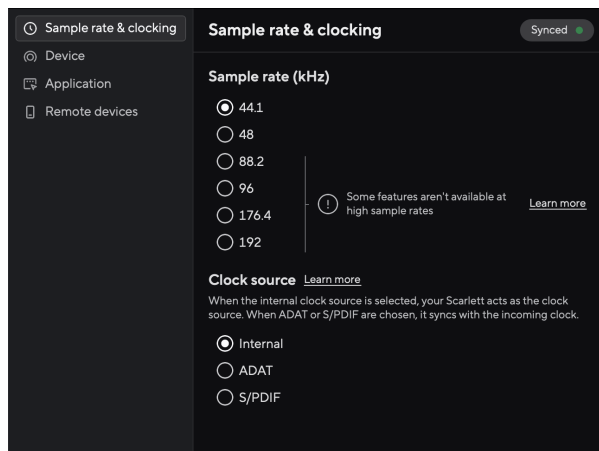 Sample rate & clocking
Device
Application
Remote devices
Sample rate & clocking
Synced
Sample rate (kHz)
44.1
48
88.2
96
176.4
192
Some features aren't available at
high sample rates
Learn more
Clock source Learn more
When the internal clock source is selected, your Scarlett acts as the clock
source. When ADAT or S/PDIF are chosen, it syncs with the incoming clock.
Internal
ADAT
S/PDIF